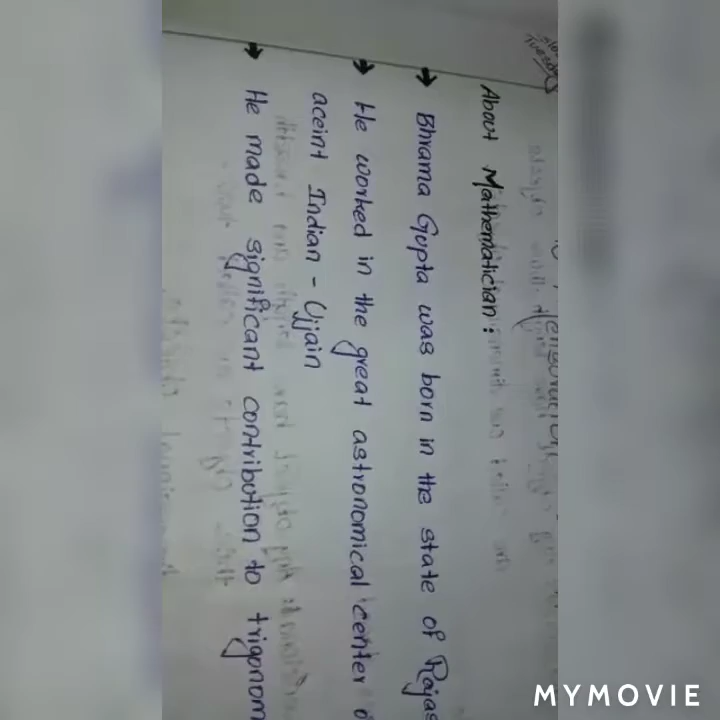 Tuesday
About Mathematician:
Bhrama Gupta was born in the state of Rajas
He worked in the great astronomical center o
aceint Indian - Ujjain
He made significant contribution to trigonom
MYMOVIE